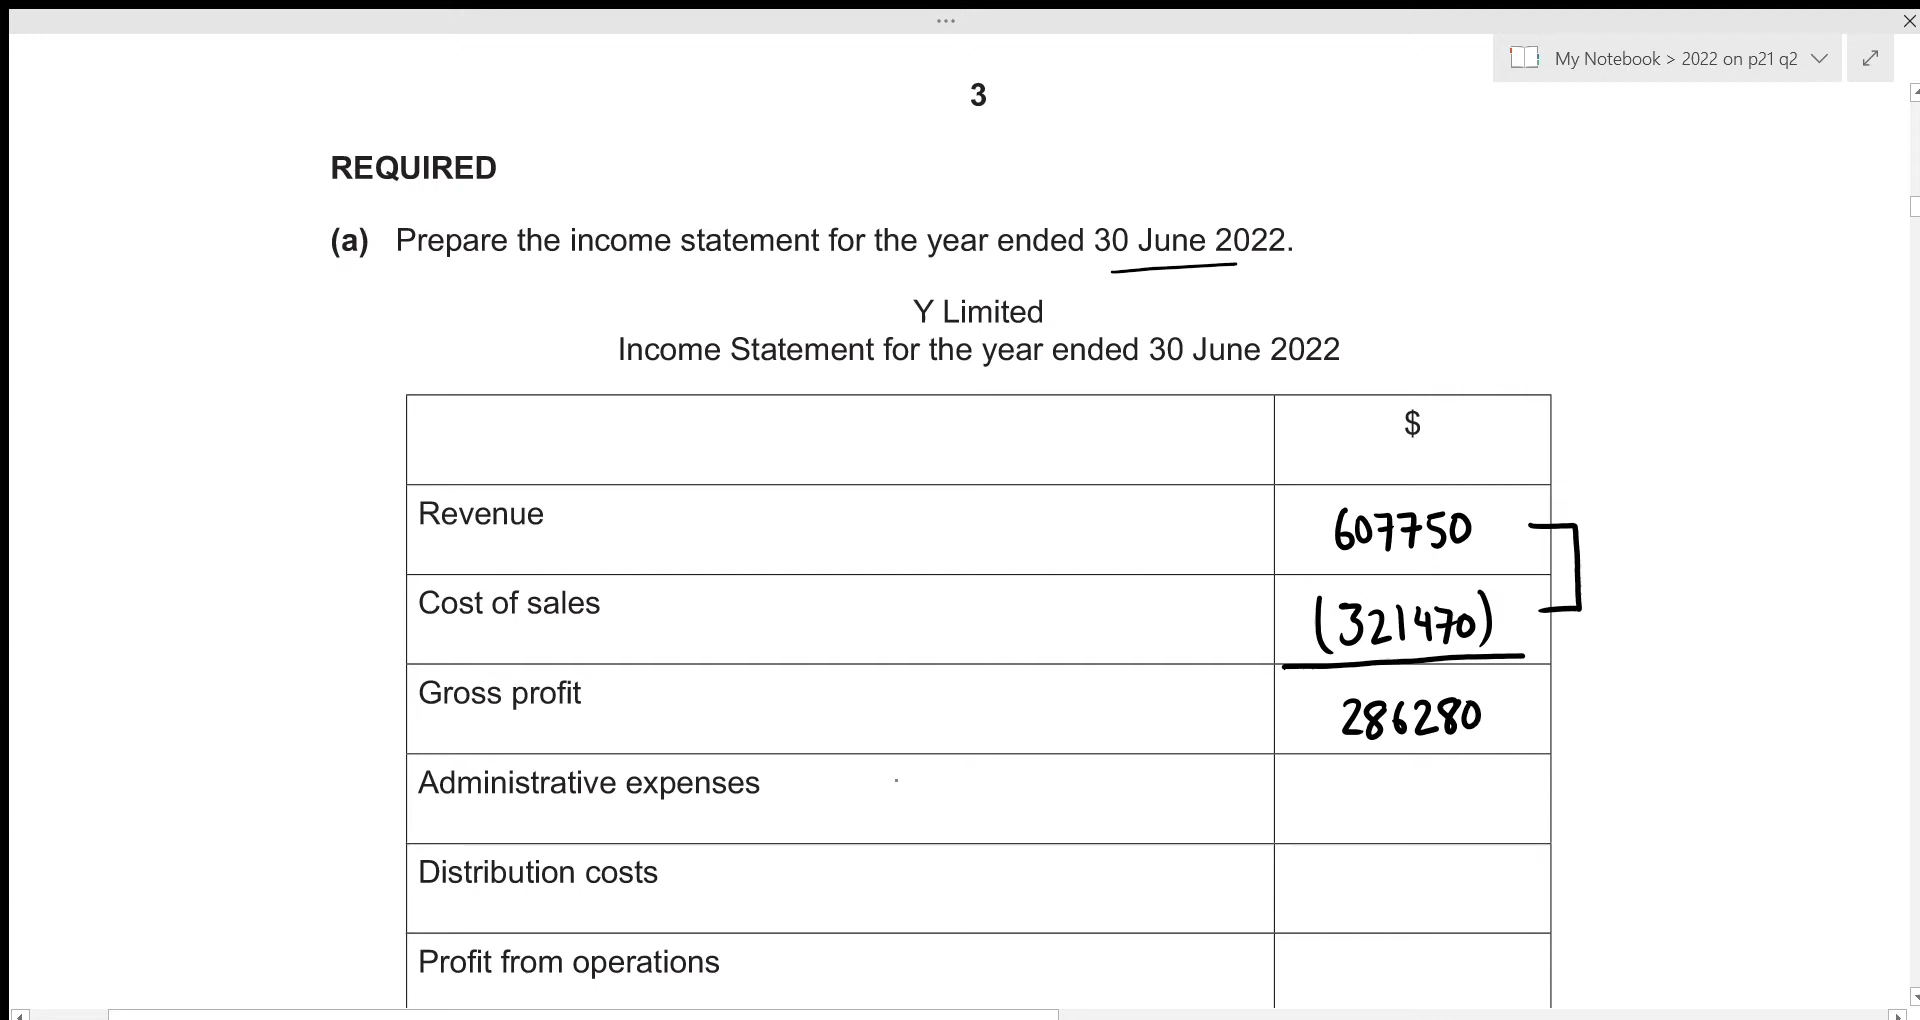 ...
My Notebook > 2022 on p21 q2
3
REQUIRED
(a) Prepare the income statement for the year ended 30 June 2022.
Y Limited
Income Statement for the year ended 30 June 2022
$
Revenue 607750
Cost of sales (321470)
Gross profit 286280
Administrative expenses
Distribution costs
Profit from operations